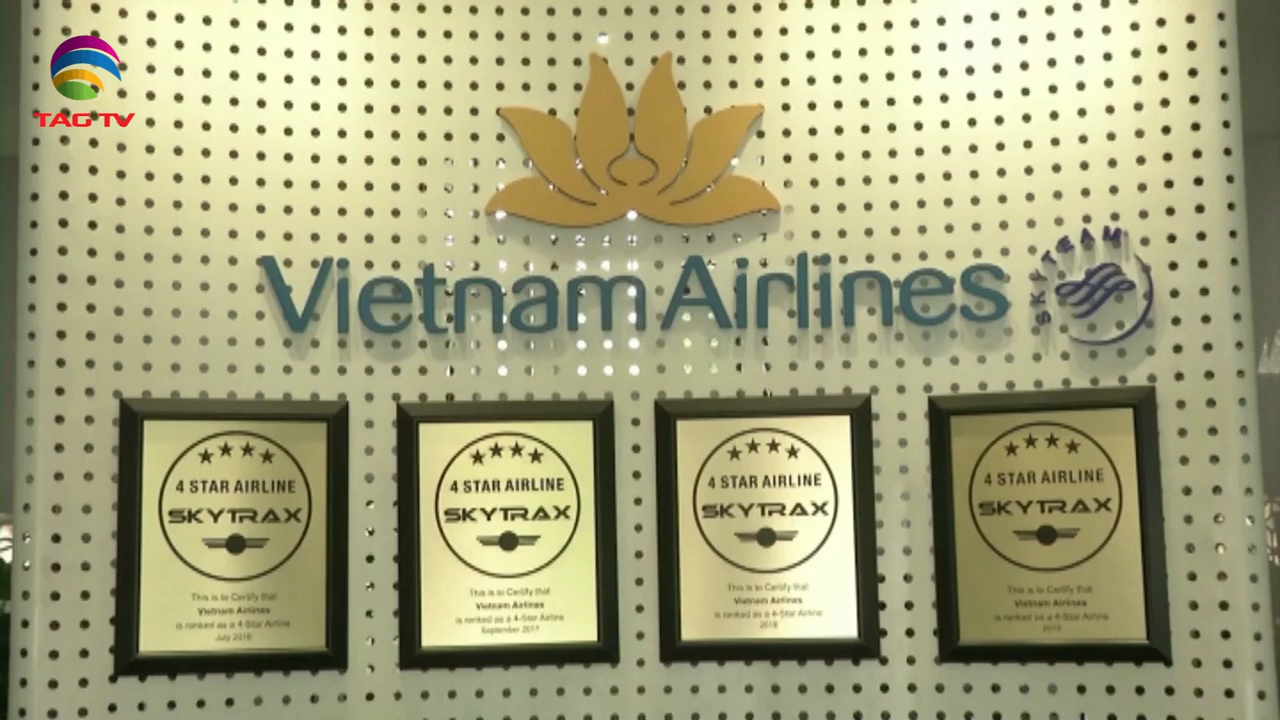 TAG TV
Vietnam Airlines
SKYTEAM
4 STAR AIRLINE
SKYTRAX
This is to Certify that
Vietnam Airlines
is ranked as a 4-Star Airline
July 2016
4 STAR AIRLINE
SKYTRAX
This is to Certify that
Vietnam Airlines
is ranked as a 4-Star Airline
September 2017
4 STAR AIRLINE
SKYTRAX
This is to Certify that
Vietnam Airlines
is ranked as a 4-Star Airline
2018
4 STAR AIRLINE
SKYTRAX
This is to Certify that
Vietnam Airlines
is ranked as a 4-Star Airline